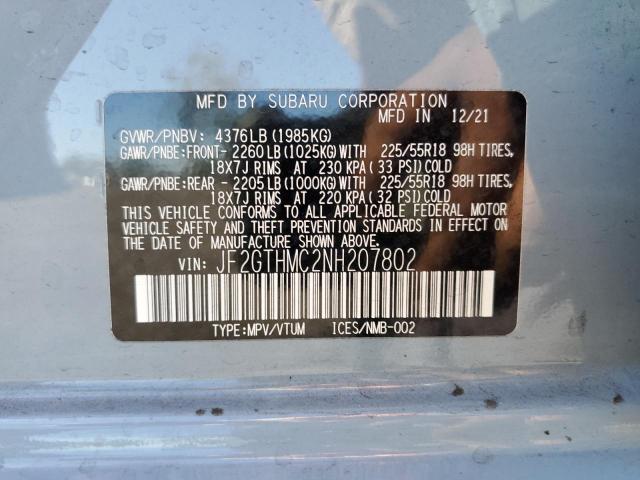 MFD BY SUBARU CORPORATION
MFD IN 12/21
GVWR/PNBV: 4376LB(1985KG)
GAWR/PNBE:FRONT- 2260LB(1025KG)WITH 225/55R18 98H TIRES,
18X7J RIMS AT 230 KPA(33 PSI)COLD
GAWR/PNBE:REAR - 2205LB(1000KG)WITH 225/55R18 98H TIRES,
18X7J RIMS AT 220 KPA(32 PSI)COLD
THIS VEHICLE CONFORMS TO ALL APPLICABLE FEDERAL MOTOR
VEHICLE SAFETY AND THEFT PREVENTION STANDARDS IN EFFECT ON
THE DATE OF MANUFACTURE SHOWN ABOVE.
VIN: JF2GTHMC2NH207802
TYPE:MPV/VTUM ICES/NMB-002